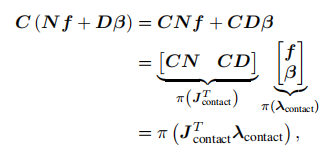 C (Nf + Dβ) = CNf + CDβ
= [CN CD] [f β]
π(J^T_contact) π(λ_contact)
= π (J^T_contact λ_contact) ,